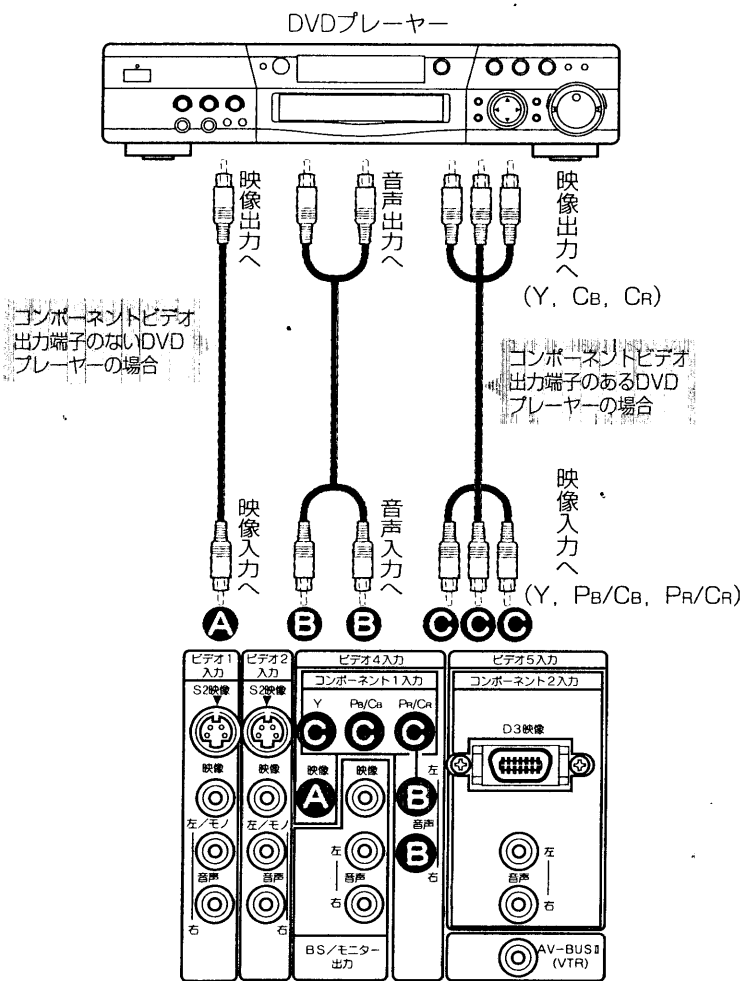 DVDプレーヤー
映像出力へ
音声出力へ
映像出力へ
(Y, CB, CR)
コンポーネントビデオ
出力端子のないDVD
プレーヤーの場合
コンポーネントビデオ
出力端子のあるDVD
プレーヤーの場合
映像入力へ
音声入力へ
映像入力へ
(Y, PB/CB, PR/CR)
A
B
B
C
C
C
ビデオ1
入力
S2映像
映像
左/モノ
音声
右
ビデオ2
入力
S2映像
映像
左/モノ
音声
右
ビデオ4入力
コンポーネント1入力
Y
PB/CB
PR/CR
C
C
C
映像
A
映像
左
音声
右
B
B
左
音声
右
BS/モニター
出力
ビデオ5入力
コンポーネント2入力
D3映像
左
音声
右
AV-BUSⅡ
(VTR)